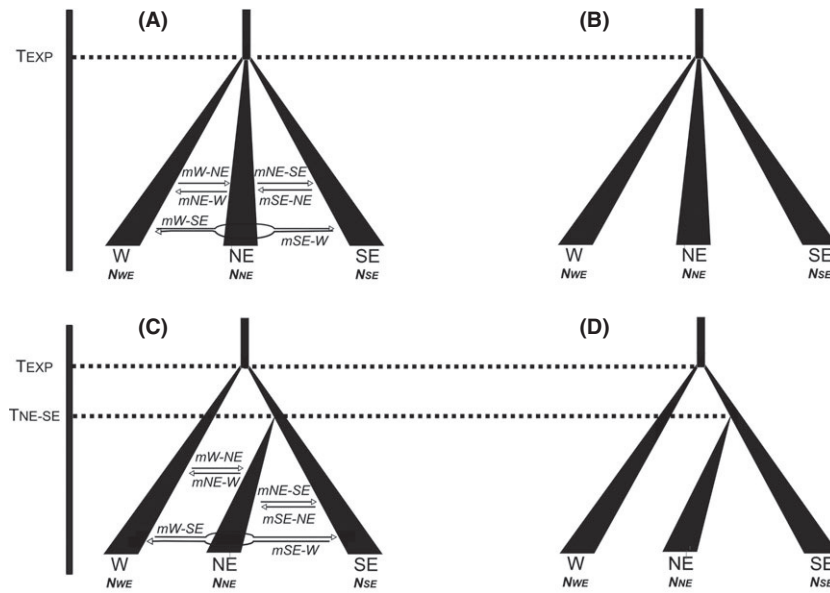 (A)
(B)
TEXP
mW-NE
mNE-SE
mNE-W
mSE-NE
mW-SE
mSE-W
W
NE
SE
W
NE
SE
NWE
NNE
NSE
NWE
NNE
NSE
(C)
(D)
TEXP
TNE-SE
mW-NE
mNE-W
mNE-SE
mSE-NE
mW-SE
mSE-W
W
NE
SE
W
NE
SE
NWE
NNE
NSE
NWE
NNE
NSE